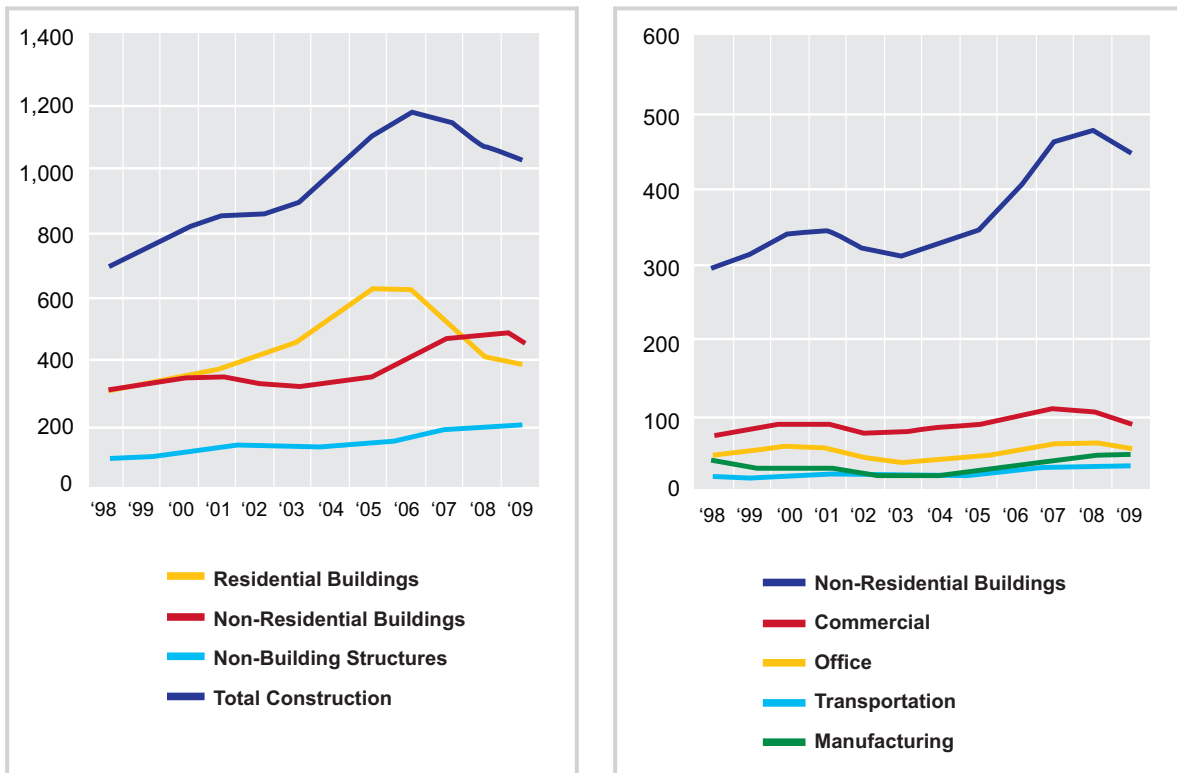 1,400
1,200
1,000
800
600
400
200
0
‘98 ‘99 ‘00 ‘01 ‘02 ‘03 ‘04 ‘05 ‘06 ‘07 ‘08 ‘09
Residential Buildings
Non-Residential Buildings
Non-Building Structures
Total Construction
600
500
400
300
200
100
0
‘98 ‘99 ‘00 ‘01 ‘02 ‘03 ‘04 ‘05 ‘06 ‘07 ‘08 ‘09
Non-Residential Buildings
Commercial
Office
Transportation
Manufacturing